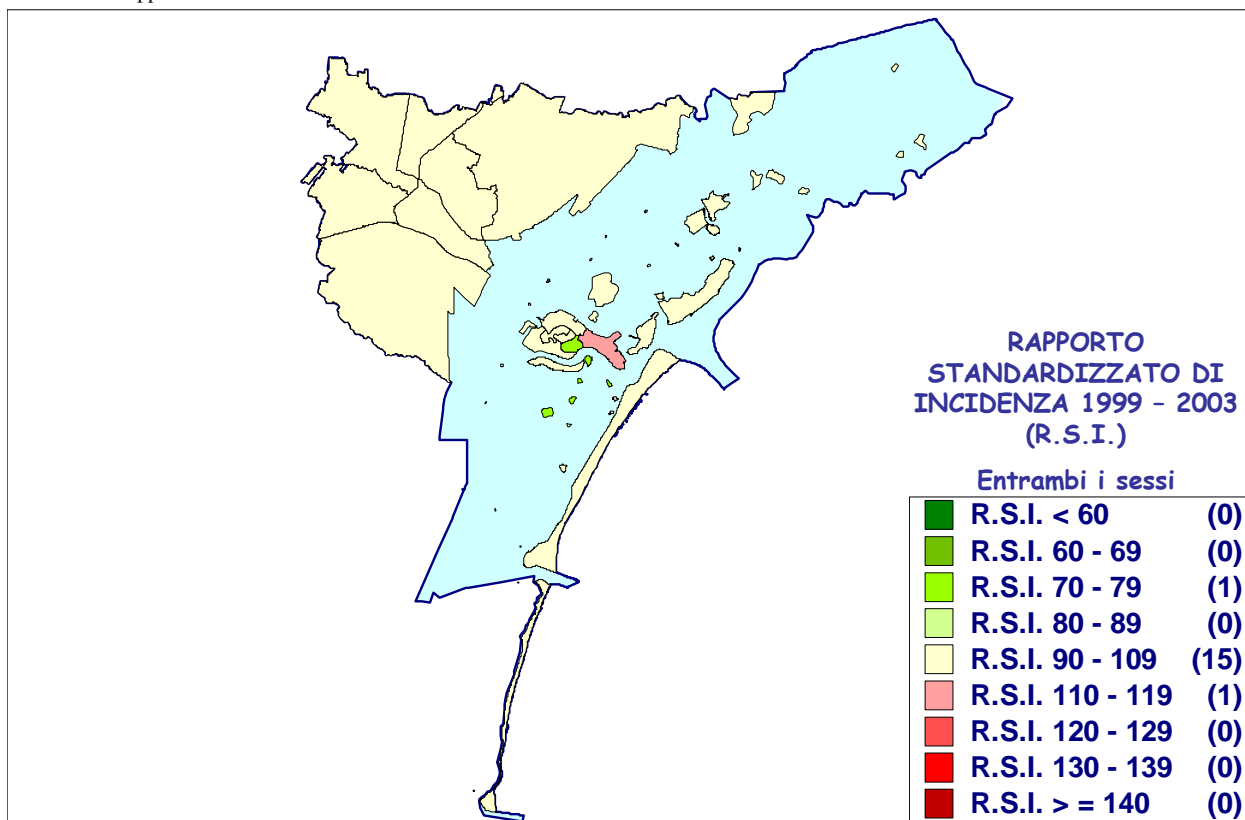 RAPPORTO
STANDARDIZZATO DI
INCIDENZA 1999 – 2003
(R.S.I.)
Entrambi i sessi
R.S.I. < 60 (0)
R.S.I. 60 - 69 (0)
R.S.I. 70 - 79 (1)
R.S.I. 80 - 89 (0)
R.S.I. 90 - 109 (15)
R.S.I. 110 - 119 (1)
R.S.I. 120 - 129 (0)
R.S.I. 130 - 139 (0)
R.S.I. > = 140 (0)